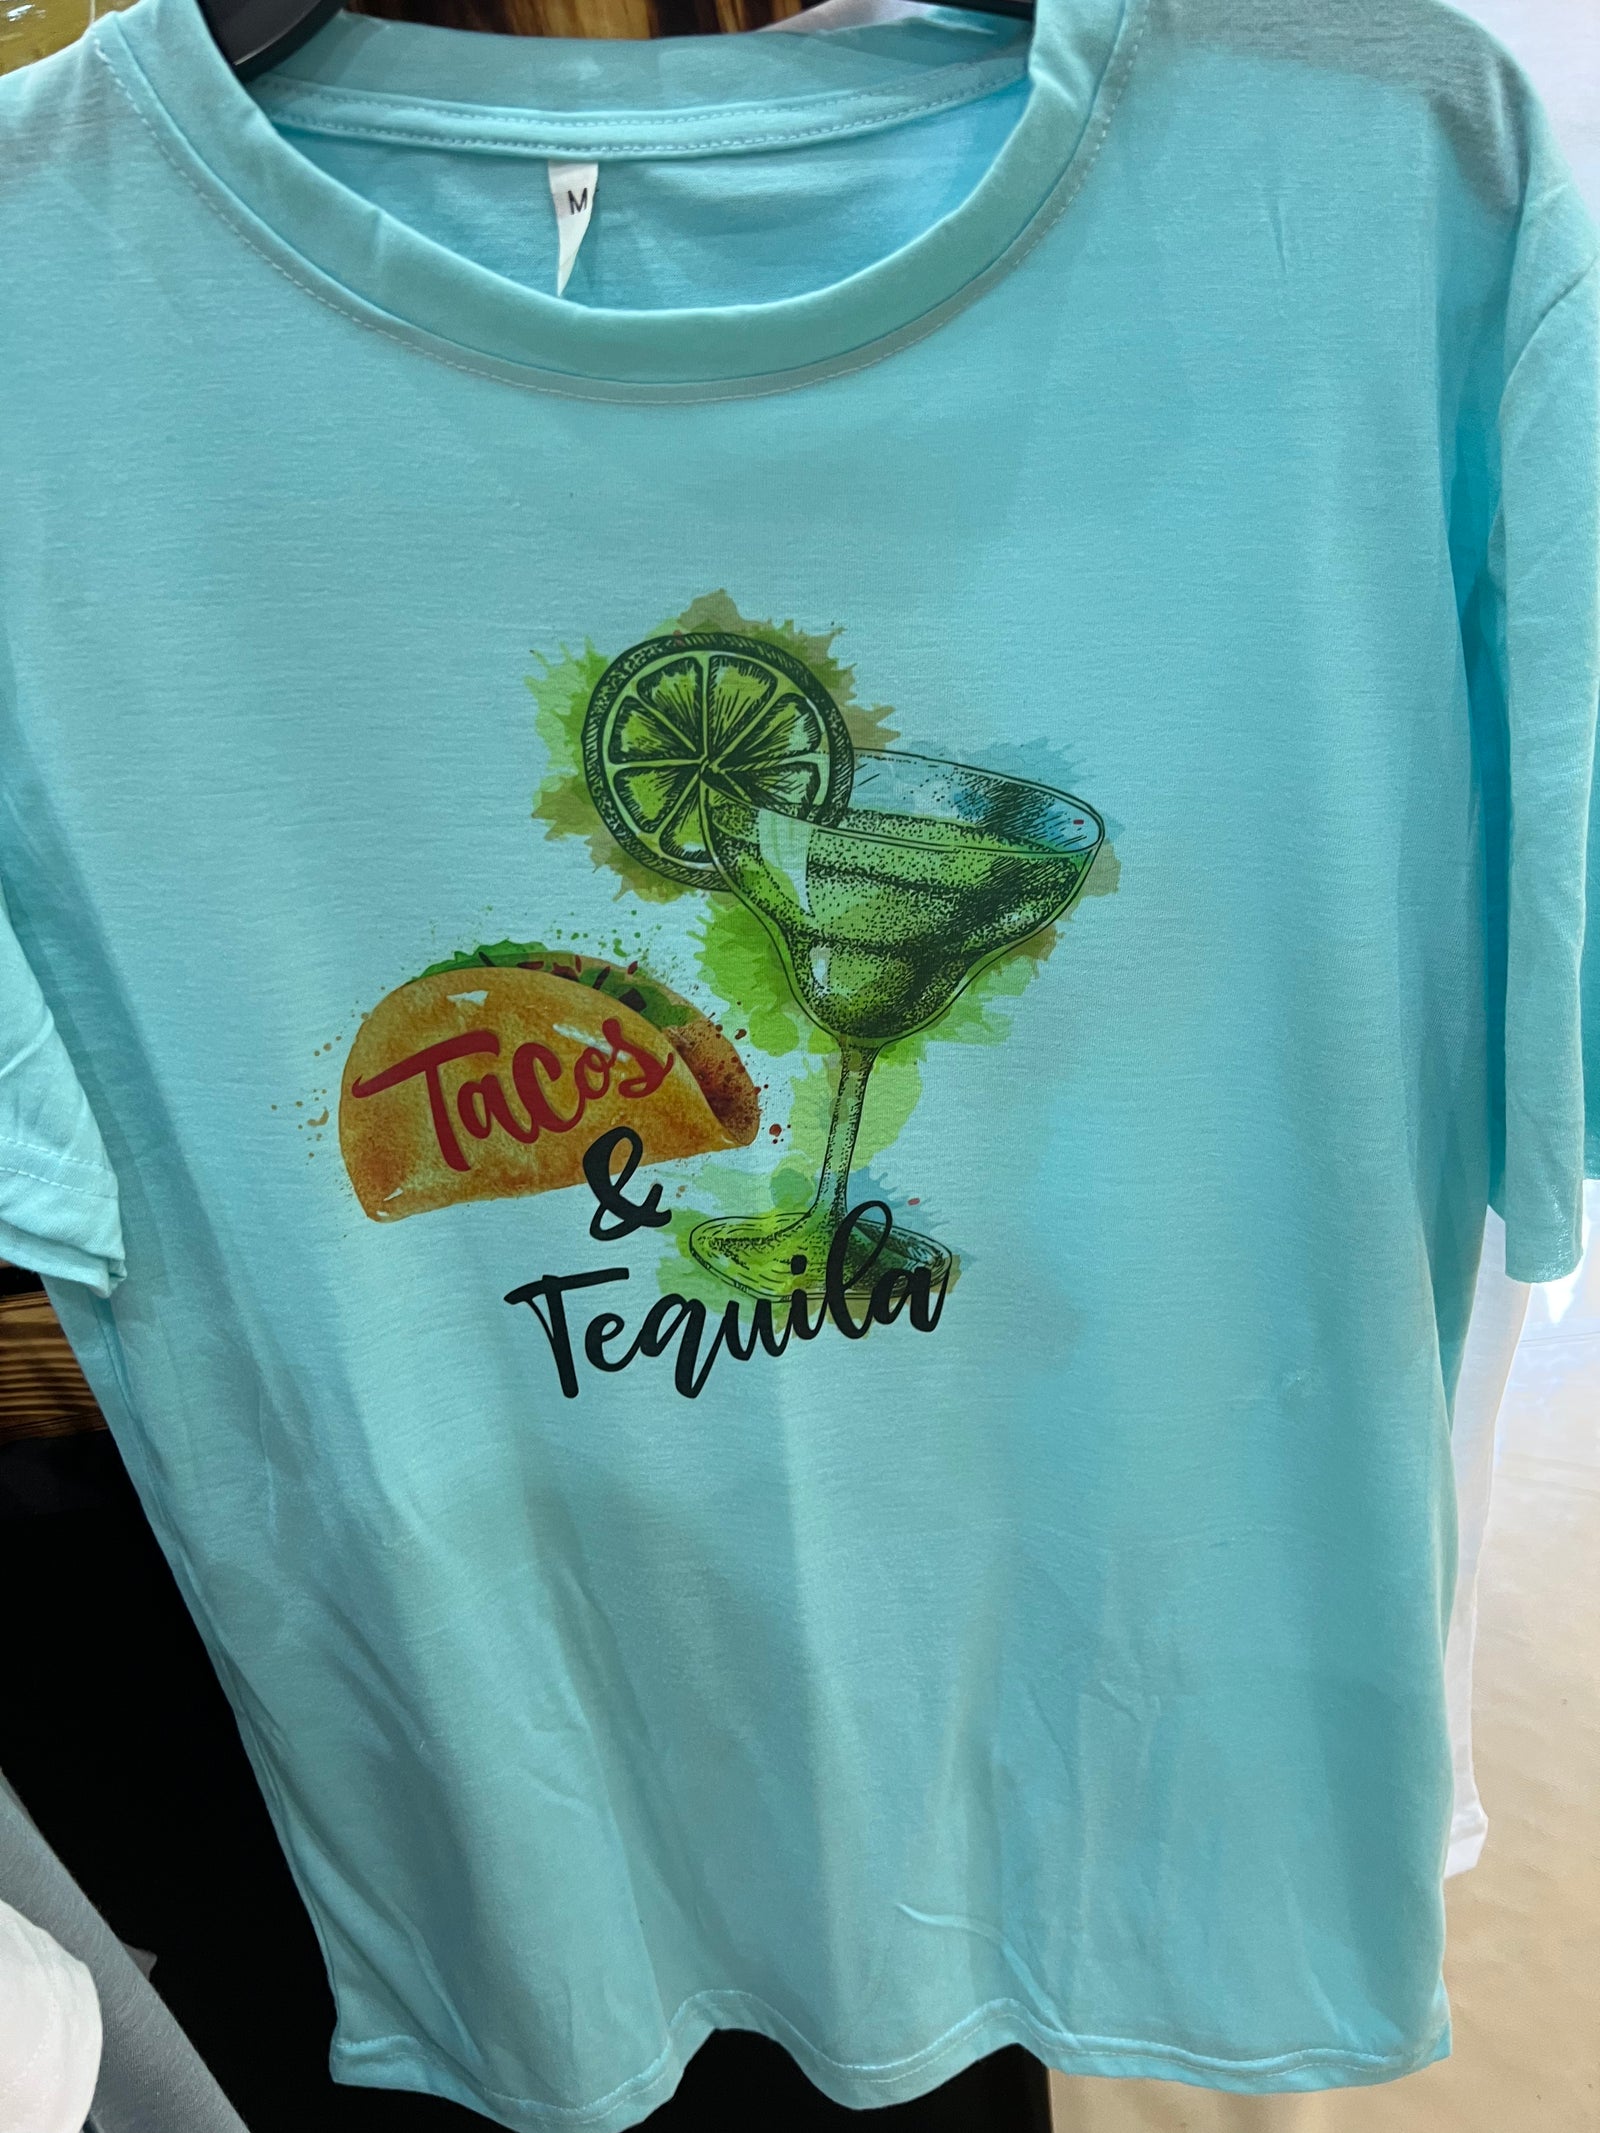 M
Tacos
&
Tequila